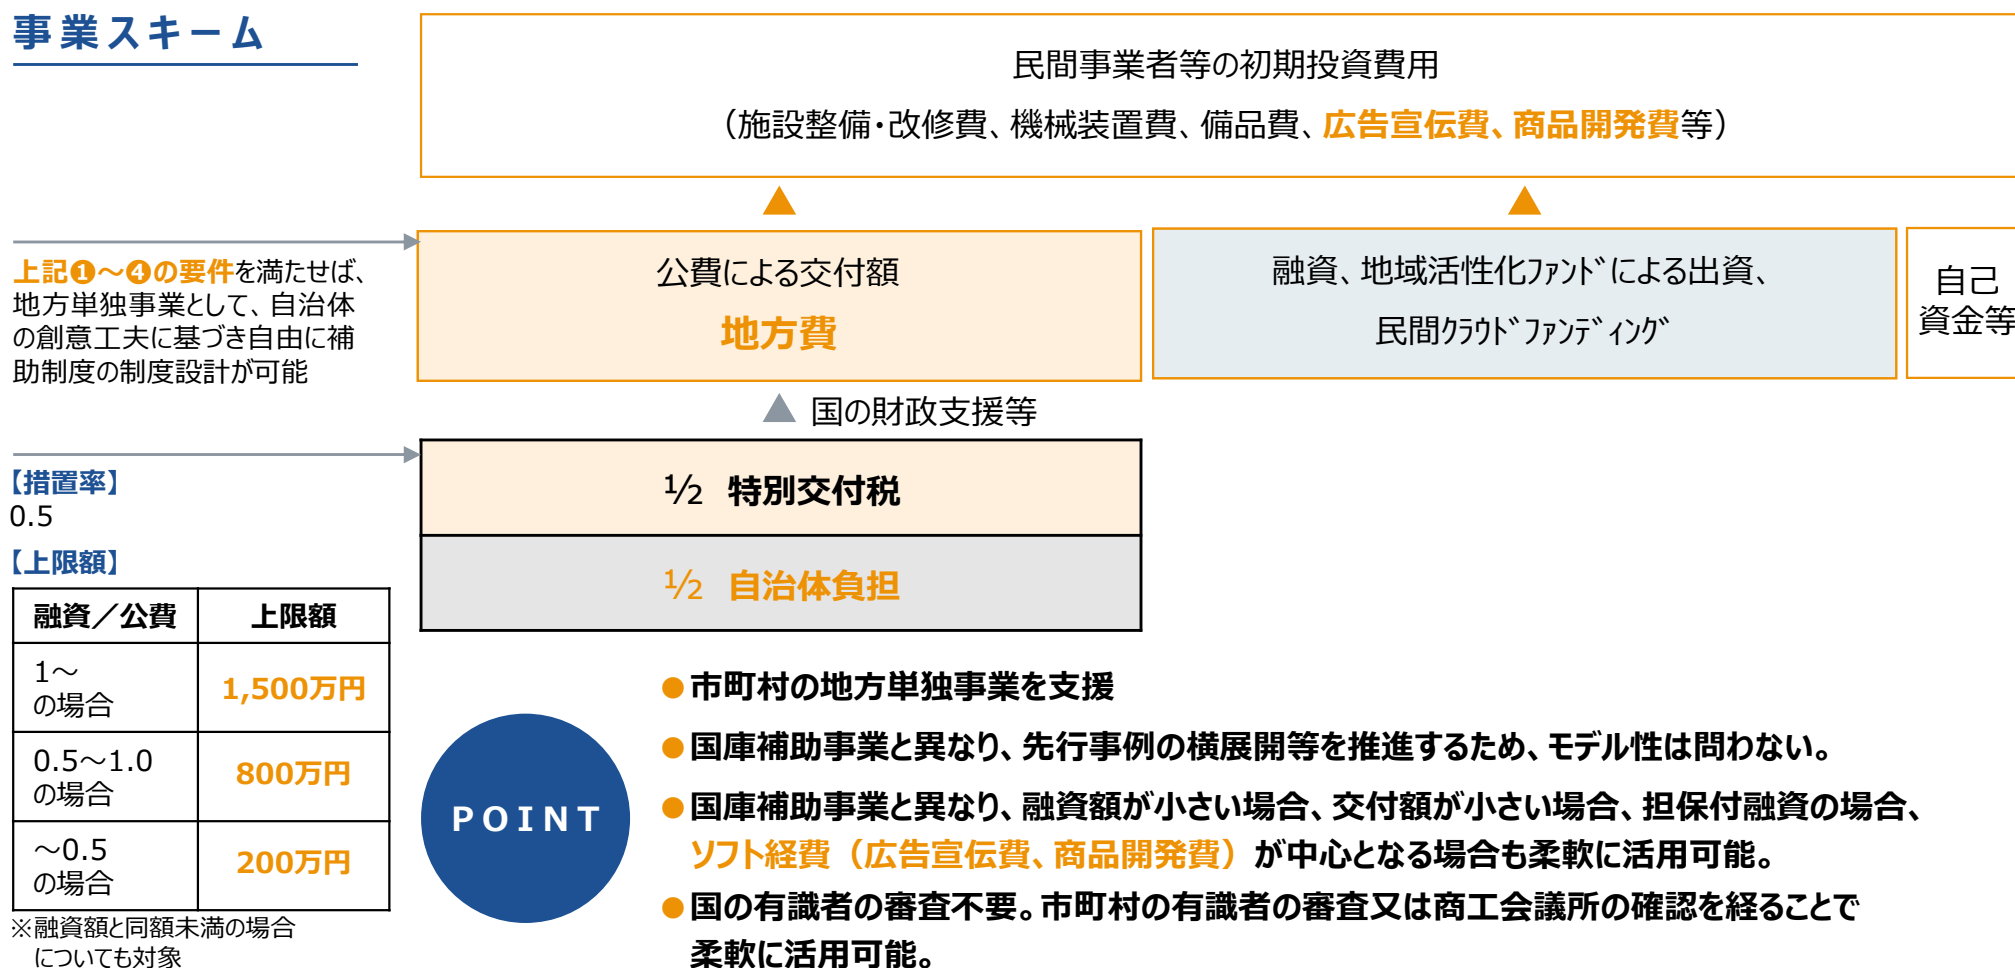 事業スキーム
民間事業者等の初期投資費用
（施設整備・改修費、機械装置費、備品費、広告宣伝費、商品開発費等）
上記❶～❹の要件を満たせば、
地方単独事業として、自治体
の創意工夫に基づき自由に補
助制度の制度設計が可能
公費による交付額
地方費
融資、地域活性化ﾌｧﾝﾄﾞによる出資、
民間ｸﾗｳﾄﾞﾌｧﾝﾃﾞｨﾝｸﾞ
自己
資金等
国の財政支援等
【措置率】
0.5
½ 特別交付税
½ 自治体負担
【上限額】
融資／公費 上限額
1～
の場合
1,500万円
0.5～1.0
の場合
800万円
～0.5
の場合
200万円
※融資額と同額未満の場合
についても対象
POINT
●市町村の地方単独事業を支援
●国庫補助事業と異なり、先行事例の横展開等を推進するため、モデル性は問わない。
●国庫補助事業と異なり、融資額が小さい場合、交付額が小さい場合、担保付融資の場合、
ソフト経費（広告宣伝費、商品開発費）が中心となる場合も柔軟に活用可能。
●国の有識者の審査不要。市町村の有識者の審査又は商工会議所の確認を経ることで
柔軟に活用可能。